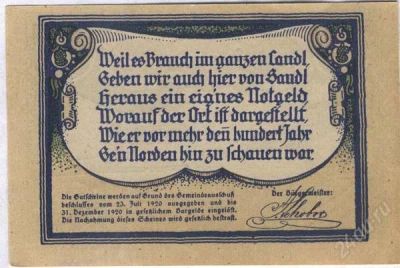 Weil es Brauch im ganzen Landl
Geben wir auch hier von Sandl
Heraus ein eignes Notgeld
Worauf der Ort ist dargestellt
Wie er vor mehr den hundert Jahr
Ge'n Norden hin zu schauen war.
Die Gutscheine werden auf Grund des Gemeindeausschuß
beschlusses vom 23. Juli 1920 ausgegeben und bis
31. Dezember 1920 in gesetzlichem Bargelde eingelöst.
Die Nachahmung dieses Scheines wird gesetzlich bestraft.
Der Bürgermeister: